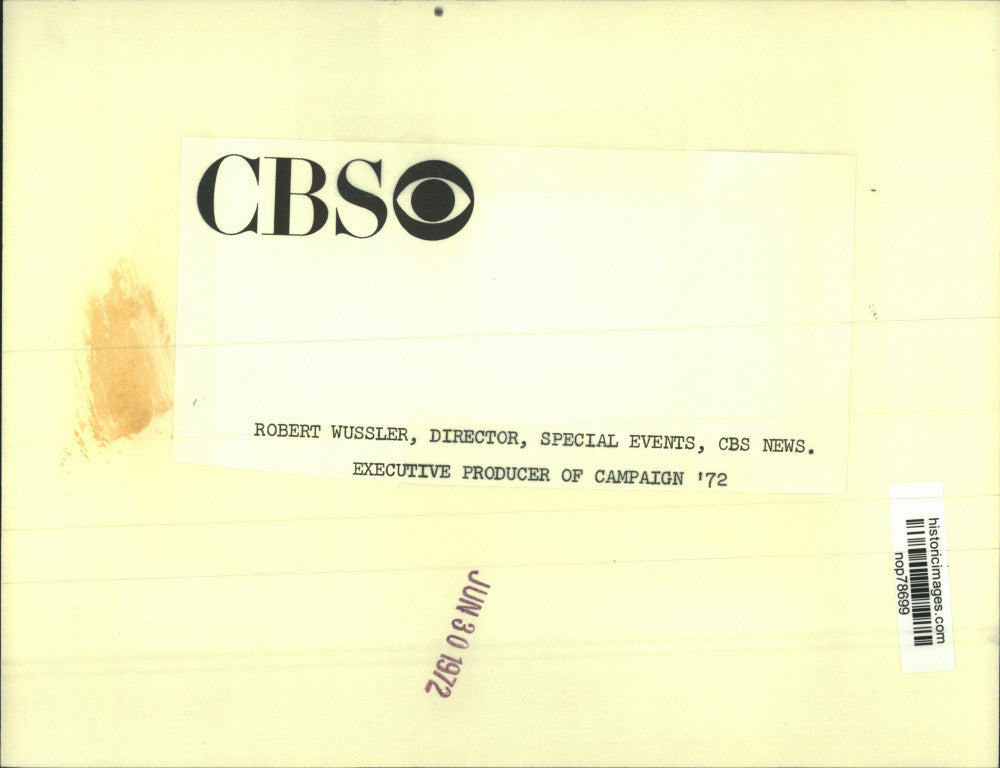 CBS
ROBERT WUSSLER, DIRECTOR, SPECIAL EVENTS, CBS NEWS.
EXECUTIVE PRODUCER OF CAMPAIGN '72
JUN 30 1972
historicimages.com
nop78699